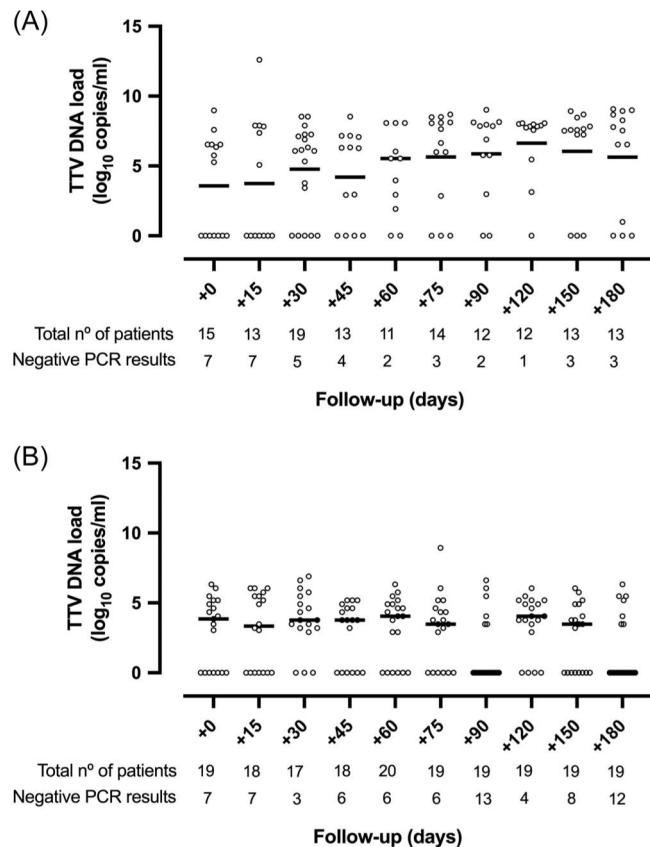 (A)
15
10
5
0
TTV DNA load
(log10 copies/ml)
+0 +15 +30 +45 +60 +75 +90 +120 +150 +180
Total nº of patients 15 13 19 13 11 14 12 12 13 13
Negative PCR results 7 7 5 4 2 3 2 1 3 3
Follow-up (days)
(B)
15
10
5
0
TTV DNA load
(log10 copies/ml)
+0 +15 +30 +45 +60 +75 +90 +120 +150 +180
Total nº of patients 19 18 17 18 20 19 19 19 19 19
Negative PCR results 7 7 3 6 6 6 13 4 8 12
Follow-up (days)